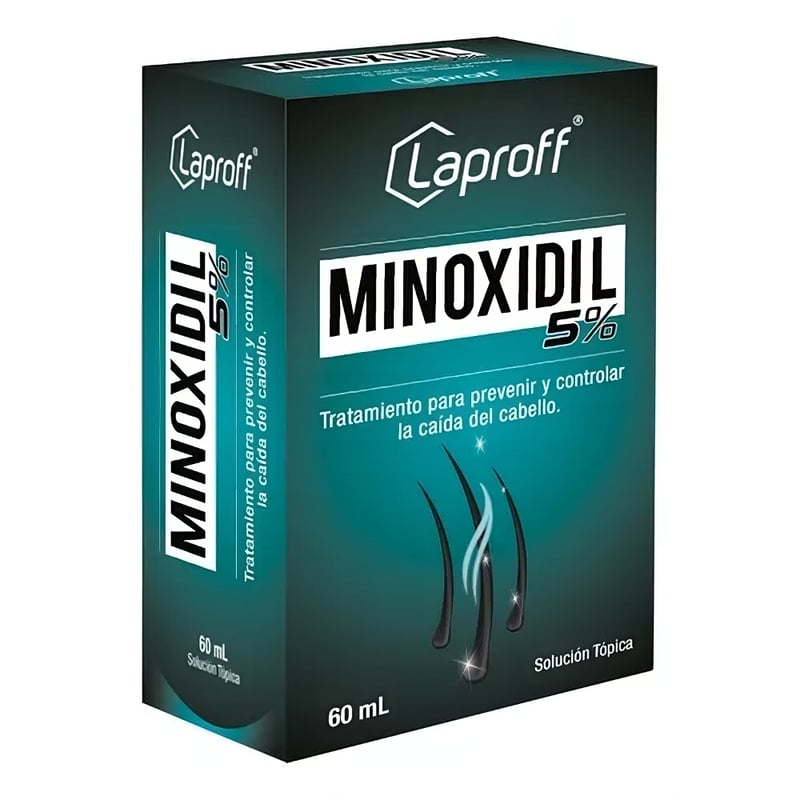 MINOXIDIL
Laproff
Laproff®
MINOXIDIL
5%
Tratamiento para prevenir y controlar
la caída del cabello.
60 mL
Solución Tópica
Laproff®
MINOXIDIL
5%
Tratamiento para prevenir y controlar
la caída del cabello.
60 mL
Solución Tópica